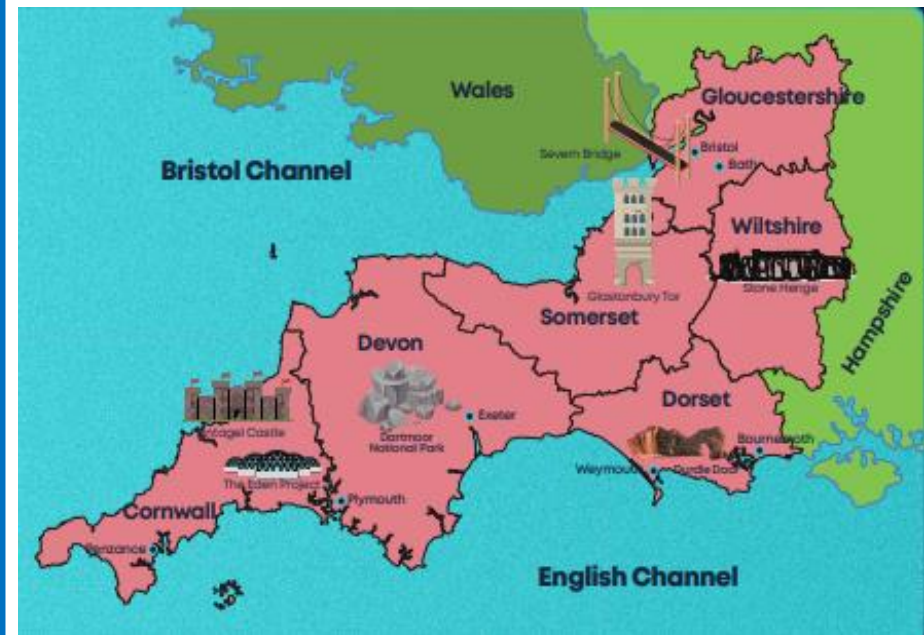 Wales
Gloucestershire
Severn Bridge
Bristol
Bath
Bristol Channel
Wiltshire
Stone Henge
Glastonbury Tor
Somerset
Hampshire
Devon
Dorset
Dartmoor
National Park
Exeter
Tintagel Castle
Bournemoth
Weymouth
Durdle Door
The Eden Project
Plymouth
Cornwall
Penzance
English Channel